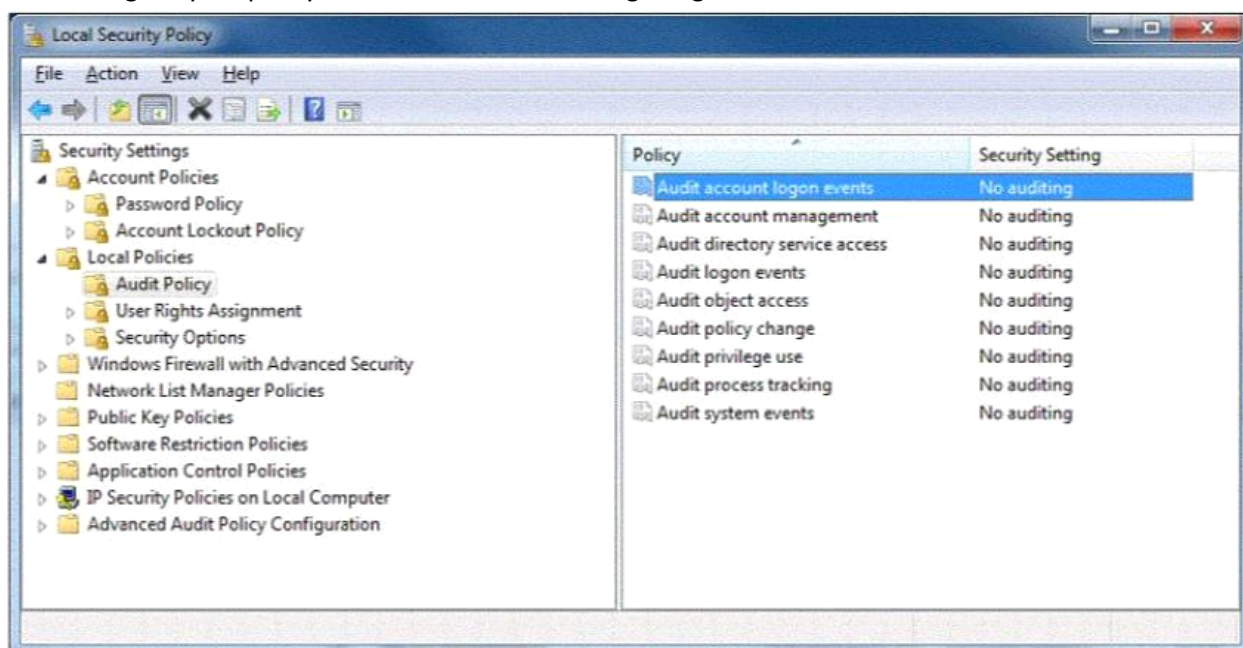 Local Security Policy
File Action View Help
Security Settings
Account Policies
Password Policy
Account Lockout Policy
Local Policies
Audit Policy
User Rights Assignment
Security Options
Windows Firewall with Advanced Security
Network List Manager Policies
Public Key Policies
Software Restriction Policies
Application Control Policies
IP Security Policies on Local Computer
Advanced Audit Policy Configuration
Policy Security Setting
Audit account logon events No auditing
Audit account management No auditing
Audit directory service access No auditing
Audit logon events No auditing
Audit object access No auditing
Audit policy change No auditing
Audit privilege use No auditing
Audit process tracking No auditing
Audit system events No auditing